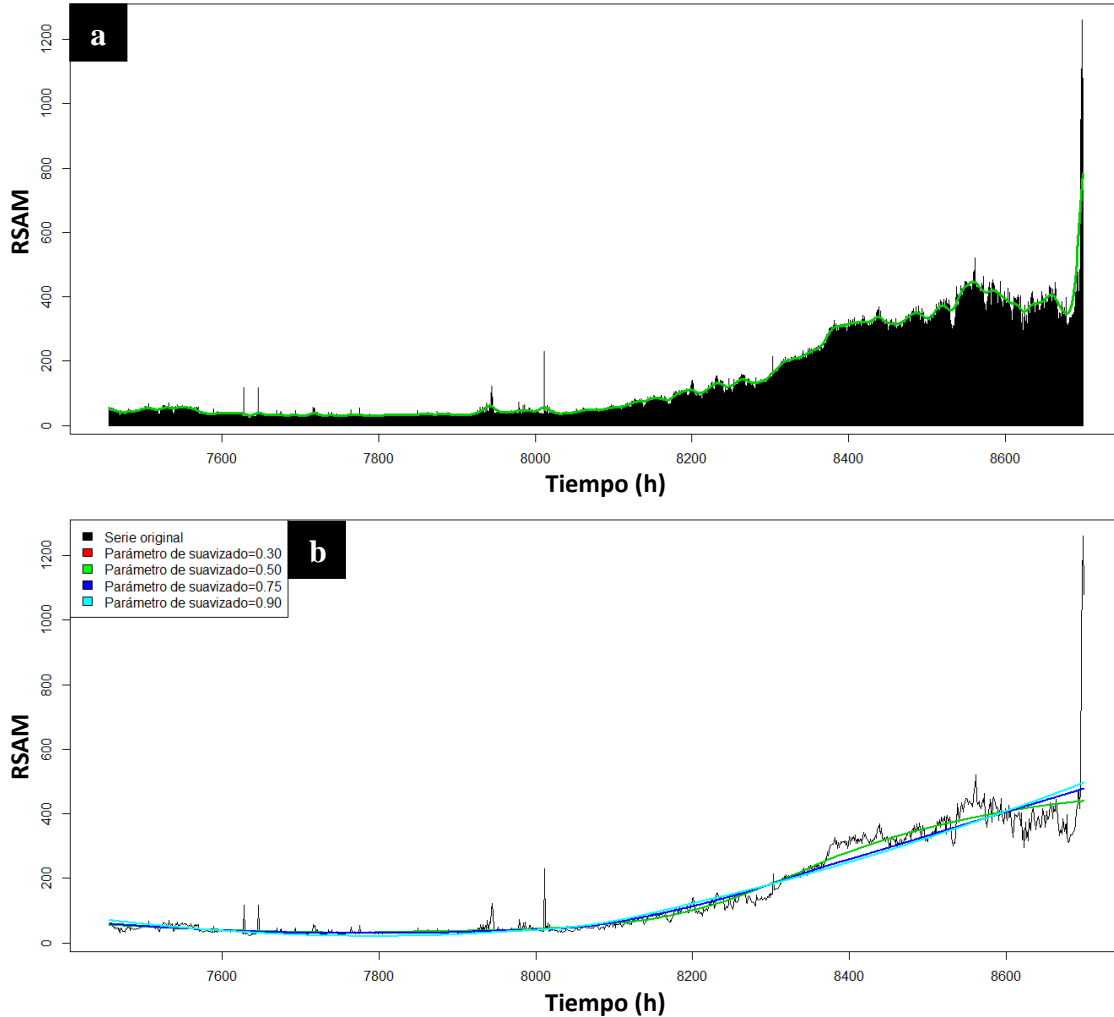 a
1200
1000
800
600
400
200
0
RSAM
7600 7800 8000 8200 8400 8600
Tiempo (h)
b
Serie original
Parámetro de suavizado=0.30
Parámetro de suavizado=0.50
Parámetro de suavizado=0.75
Parámetro de suavizado=0.90
1200
1000
800
600
400
200
0
RSAM
7600 7800 8000 8200 8400 8600
Tiempo (h)